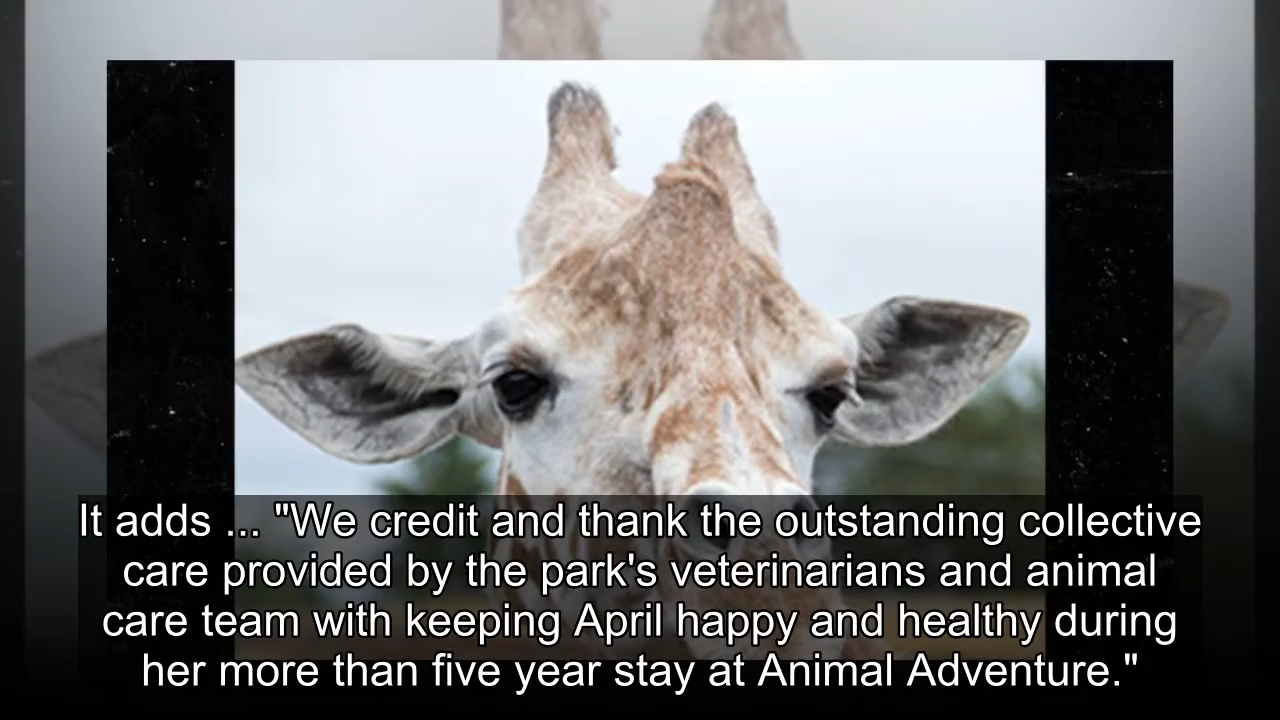 It adds ... "We credit and thank the outstanding collective
care provided by the park's veterinarians and animal
care team with keeping April happy and healthy during
her more than five year stay at Animal Adventure."